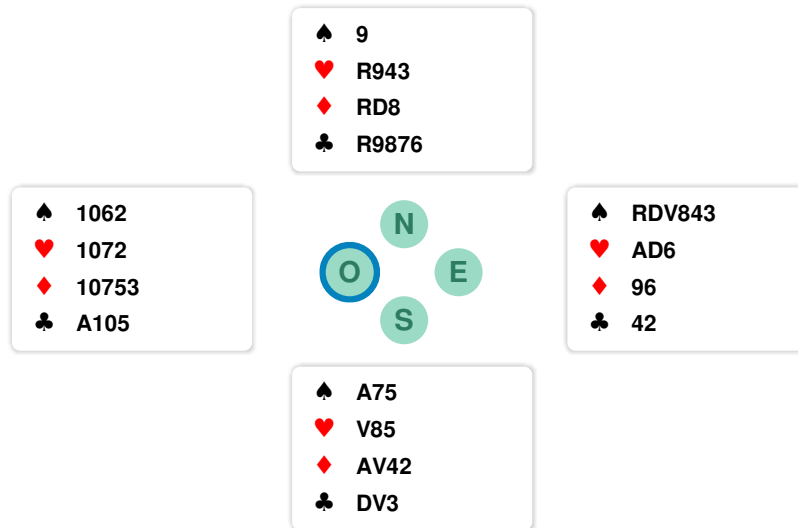 ♠ 9
♥ R943
♦ RD8
♣ R9876
♠ 1062
♥ 1072
♦ 10753
♣ A105
N
O E
S
♠ RDV843
♥ AD6
♦ 96
♣ 42
♠ A75
♥ V85
♦ AV42
♣ DV3